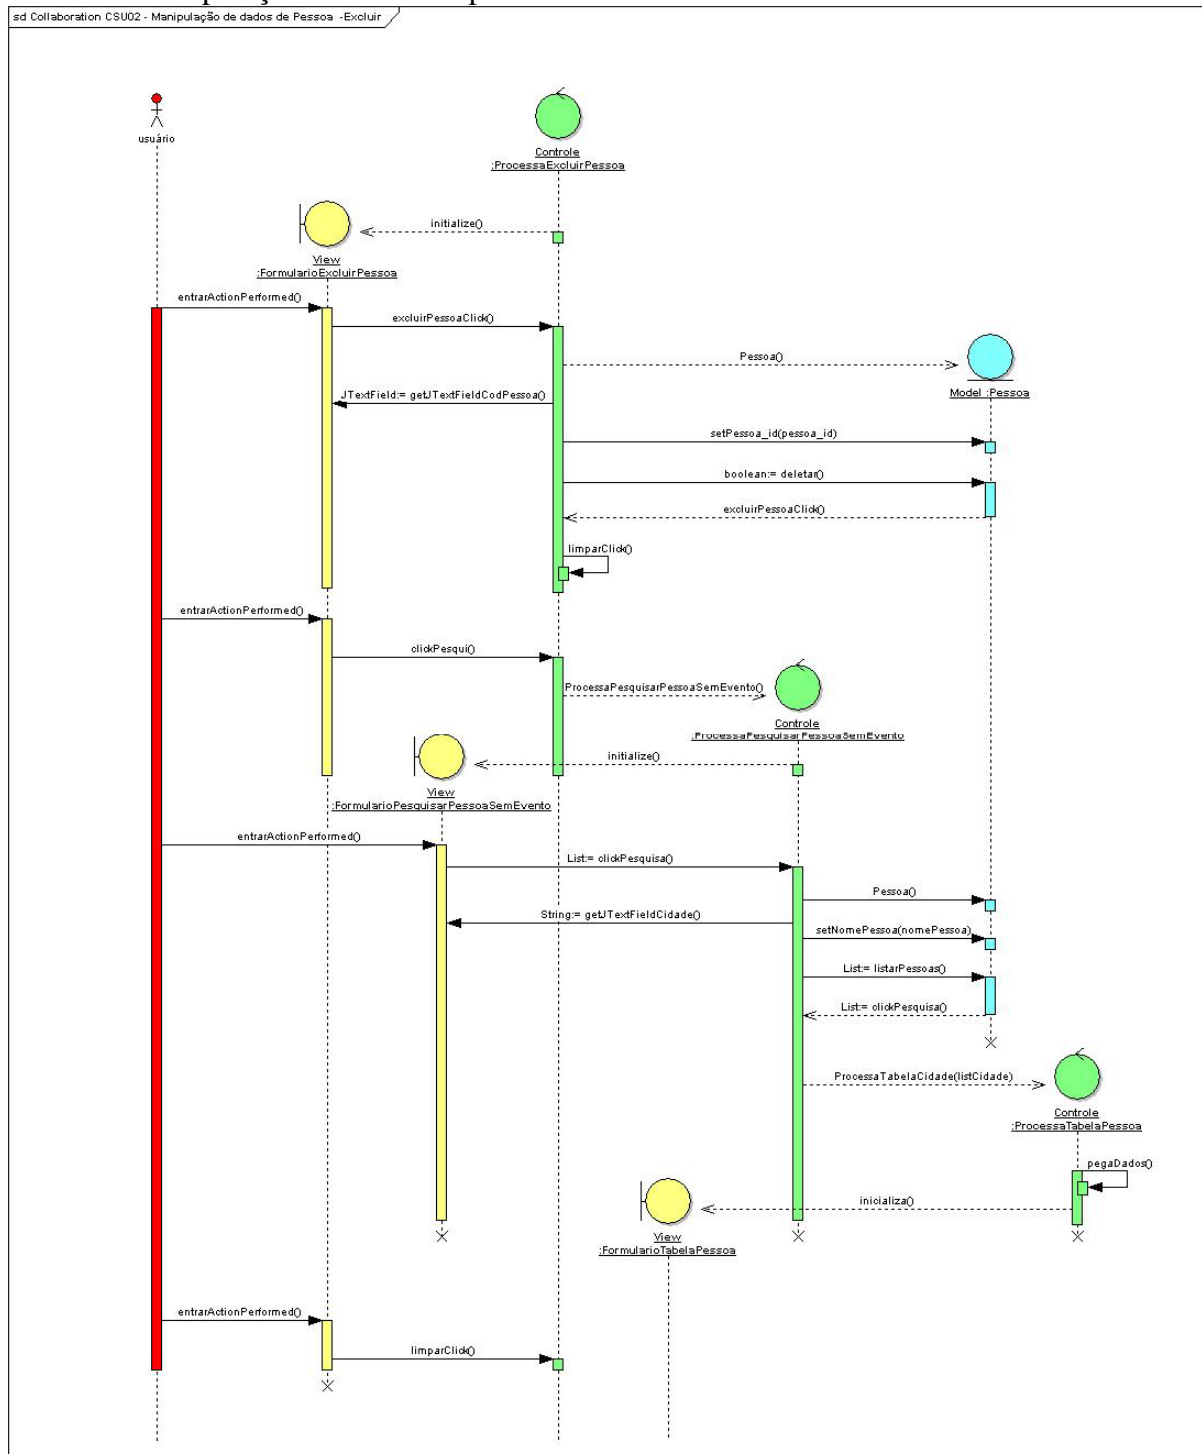 sd Collaboration CSU02 - Manipulação de dados de Pessoa -Excluir
usuário
Controle
:ProcessaExcluirPessoa
initialize()
View
:FormularioExcluirPessoa
entrarActionPerformed()
excluirPessoaClick()
Pessoa()
JTextField:= getJTextFieldCodPessoa()
Model :Pessoa
setPessoa_id(pessoa_id)
boolean:= deletar()
excluirPessoaClick()
limparClick()
entrarActionPerformed()
clickPesqui()
ProcessaPesquisarPessoaSemEvento()
Controle
:ProcessaPesquisarPessoaSemEvento
initialize()
View
:FormularioPesquisarPessoaSemEvento
entrarActionPerformed()
List:= clickPesquisa()
Pessoa()
String:= getJTextFieldCidade()
setNomePessoa(nomePessoa)
List:= listarPessoas()
List:= clickPesquisa()
ProcessaTabelaCidade(listCidade)
Controle
:ProcessaTabelaPessoa
pegaDados()
inicializa()
View
:FormularioTabelaPessoa
entrarActionPerformed()
limparClick()